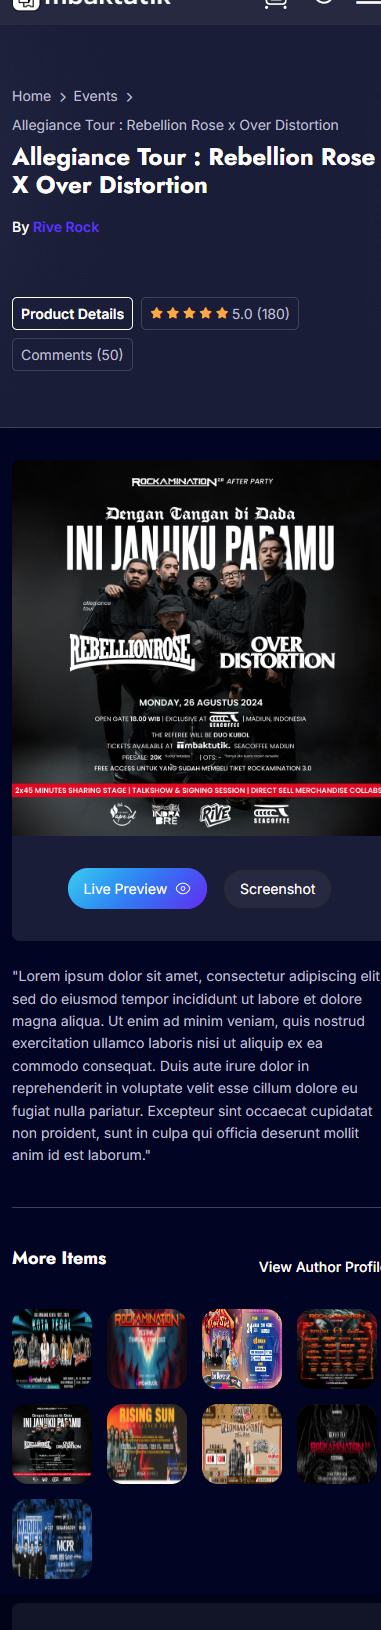 mbaktutik
Home > Events >
Allegiance Tour : Rebellion Rose x Over Distortion
Allegiance Tour : Rebellion Rose
X Over Distortion
By Rive Rock
Product Details
5.0 (180)
Comments (50)
ROCKAMINATION AFTER PARTY
Dengan Tangan di Dada
INI JANJIKU PADAMU
allegiance
tour
REBELLIONROSE
OVER
DISTORTION
MONDAY, 26 AGUSTUS 2024
OPEN GATE 18.00 WIB | EXCLUSIVE AT SEACOFFEE | MADIUN, INDONESIA
THE REFEREE WILL BE DUO KUBOL
TICKETS AVAILABLE AT mbaktutik. SEACOFFEE MADIUN
PRESALE: 20K | OTS: -
FREE ACCESS UNTUK YANG SUDAH MEMBELI TIKET ROCKAMINATION 3.0
2x45 MINUTES SHARING STAGE | TALKSHOW & SIGNING SESSION | DIRECT SELL MERCHANDISE COLLABS
RIVE
SEACOFFEE
Live Preview
Screenshot
"Lorem ipsum dolor sit amet, consectetur adipiscing elit
sed do eiusmod tempor incididunt ut labore et dolore
magna aliqua. Ut enim ad minim veniam, quis nostrud
exercitation ullamco laboris nisi ut aliquip ex ea
commodo consequat. Duis aute irure dolor in
reprehenderit in voluptate velit esse cillum dolore eu
fugiat nulla pariatur. Excepteur sint occaecat cupidatat
non proident, sunt in culpa qui officia deserunt mollit
anim id est laborum."
More Items
View Author Profil
KOTA TEGAL
ROCKAMINATION
ROCKAMINATION
INI JANJIKU PADAMU
RISING SUN
ROCKAMINATION
MCPR